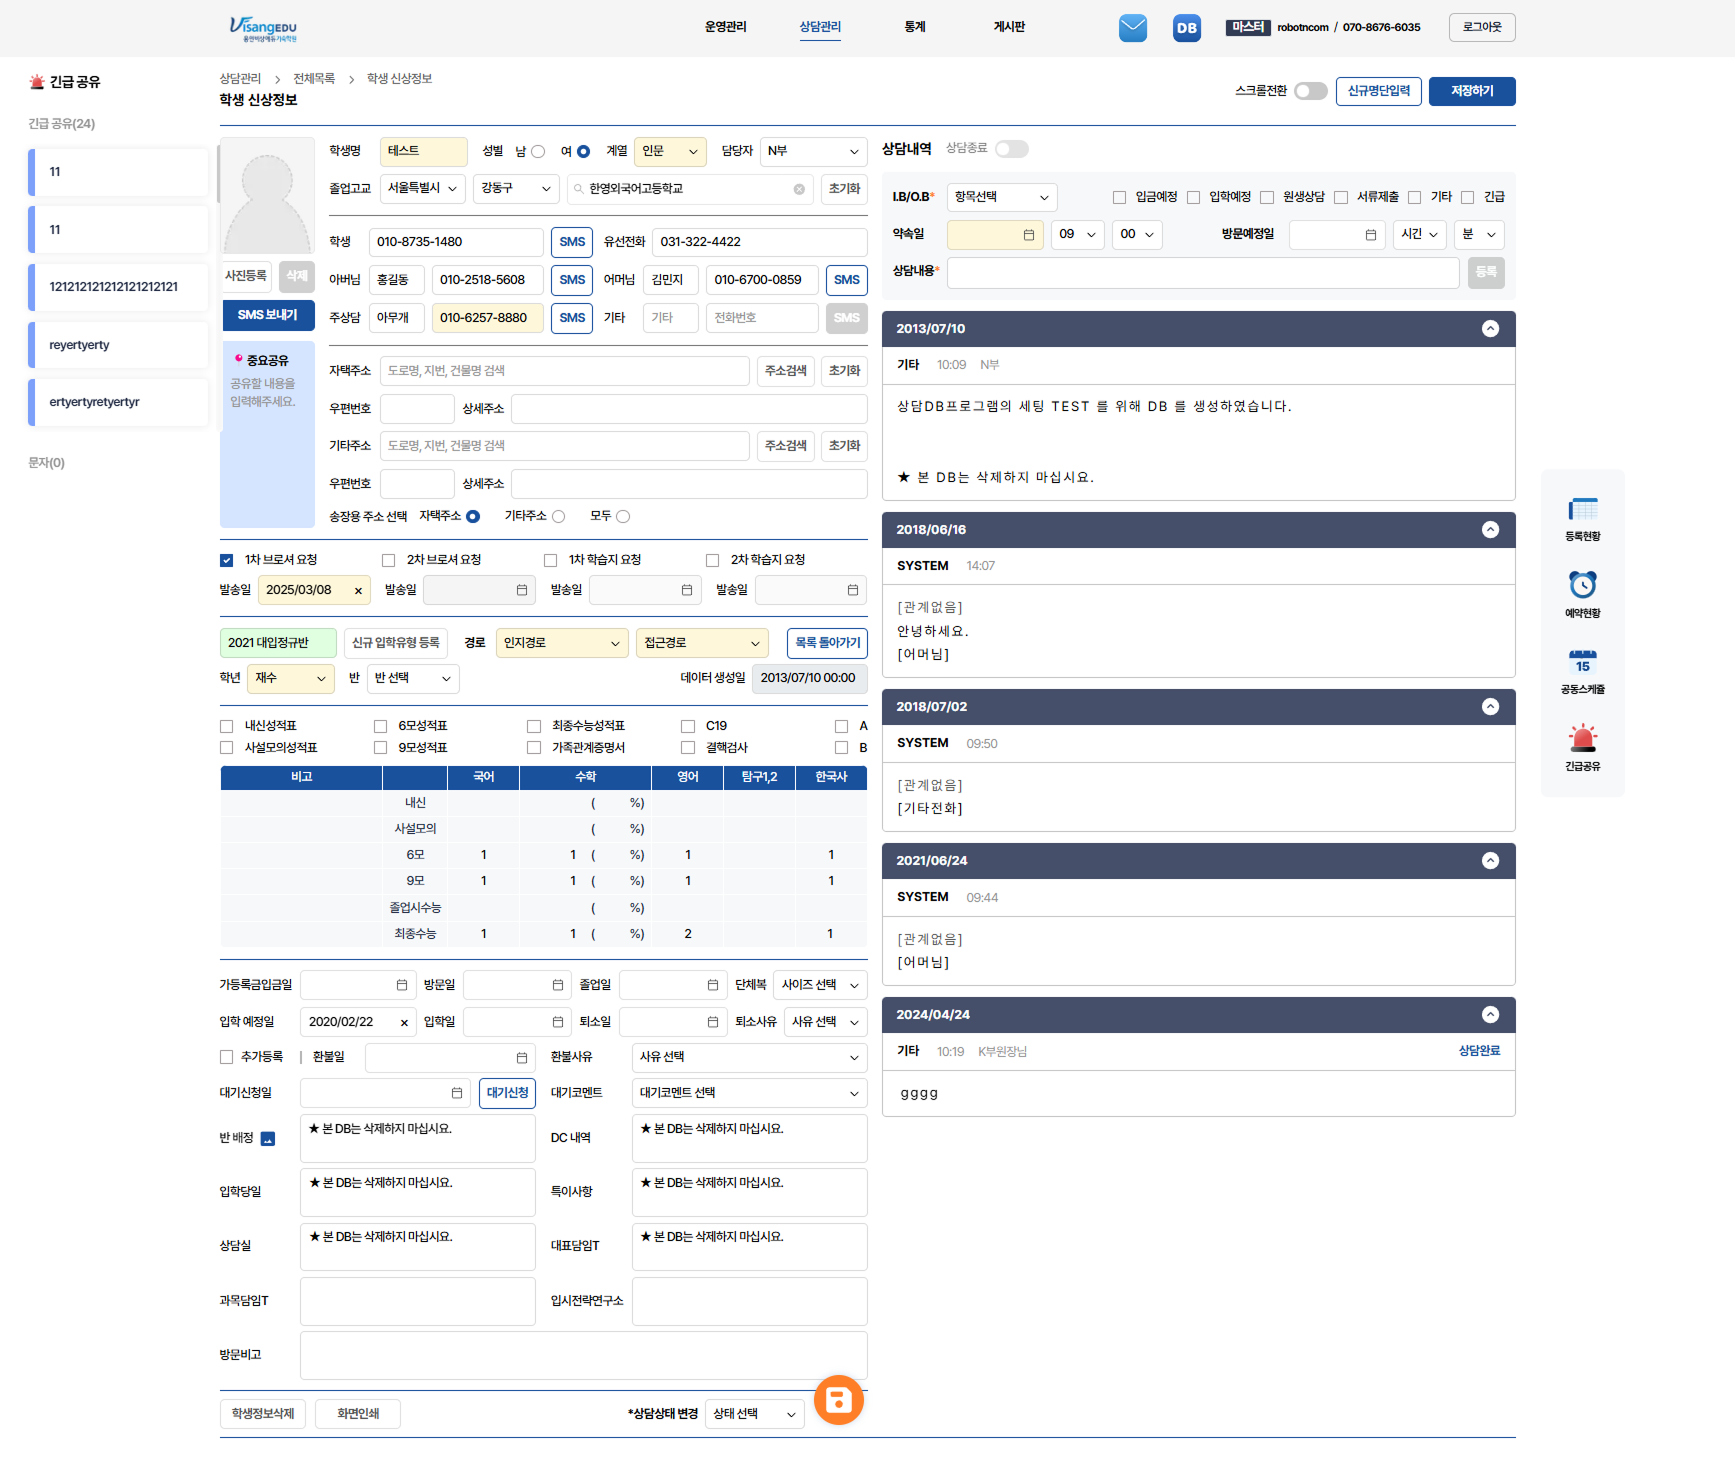 VisangEDU
용인비상에듀기숙학원
운영관리 상담관리 통계 게시판
DB 마스터 robotncom / 070-8676-6035 로그아웃
긴급 공유
긴급 공유(24)
11
11
121212121212121212121
reyertyerty
ertyertyretyertyr
문자(0)
상담관리 > 전체목록 > 학생 신상정보
학생 신상정보
스크롤전환 신규명단입력 저장하기
사진등록 삭제
SMS 보내기
중요공유
공유할 내용을
입력해주세요.
학생명 테스트 성별 남 여 계열 인문 담당자 N부
졸업고교 서울특별시 강동구 한영외국어고등학교 초기화
학생 010-8735-1480 SMS 유선전화 031-322-4422
아버님 홍길동 010-2518-5608 SMS 어머님 김민지 010-6700-0859 SMS
주상담 아무개 010-6257-8880 SMS 기타 기타 전화번호 SMS
자택주소 도로명, 지번, 건물명 검색 주소검색 초기화
우편번호 상세주소
기타주소 도로명, 지번, 건물명 검색 주소검색 초기화
우편번호 상세주소
송장용 주소 선택 자택주소 기타주소 모두
1차 브로셔 요청 2차 브로셔 요청 1차 학습지 요청 2차 학습지 요청
발송일 2025/03/08 × 발송일 발송일 발송일
2021 대입정규반 신규 입학유형 등록 경로 인지경로 접근경로 목록 돌아가기
학년 재수 반 반 선택 데이터 생성일 2013/07/10 00:00
내신성적표 6모성적표 최종수능성적표 C19 A
사설모의성적표 9모성적표 가족관계증명서 결핵검사 B
비고 국어 수학 영어 탐구1,2 한국사
내신 ( %)
사설모의 ( %)
6모 1 1 ( %) 1 1
9모 1 1 ( %) 1 1
졸업시수능 ( %)
최종수능 1 1 ( %) 2 1
가등록금입금일 방문일 졸업일 단체복 사이즈 선택
입학 예정일 2020/02/22 × 입학일 퇴소일 퇴소사유 사유 선택
추가등록 | 환불일 환불사유 사유 선택
대기신청일 대기신청 대기코멘트 대기코멘트 선택
반 배정 ★ 본 DB는 삭제하지 마십시요. DC 내역 ★ 본 DB는 삭제하지 마십시요.
입학당일 ★ 본 DB는 삭제하지 마십시요. 특이사항 ★ 본 DB는 삭제하지 마십시요.
상담실 ★ 본 DB는 삭제하지 마십시요. 대표담임T ★ 본 DB는 삭제하지 마십시요.
과목담임T 입시전략연구소
방문비고
학생정보삭제 화면인쇄 *상담상태 변경 상태 선택
상담내역 상담종료
I.B/O.B* 항목선택 입금예정 입학예정 원생상담 서류제출 기타 긴급
약속일 09 00 방문예정일 시간 분
상담내용* 등록
2013/07/10
기타 10:09 N부
상담DB프로그램의 세팅 TEST 를 위해 DB 를 생성하였습니다.
★ 본 DB는 삭제하지 마십시요.
2018/06/16
SYSTEM 14:07
[관계없음]
안녕하세요.
[어머님]
2018/07/02
SYSTEM 09:50
[관계없음]
[기타전화]
2021/06/24
SYSTEM 09:44
[관계없음]
[어머님]
2024/04/24
기타 10:19 K부원장님 상담완료
gggg
등록현황
예약현황
15
공동스케쥴
긴급공유